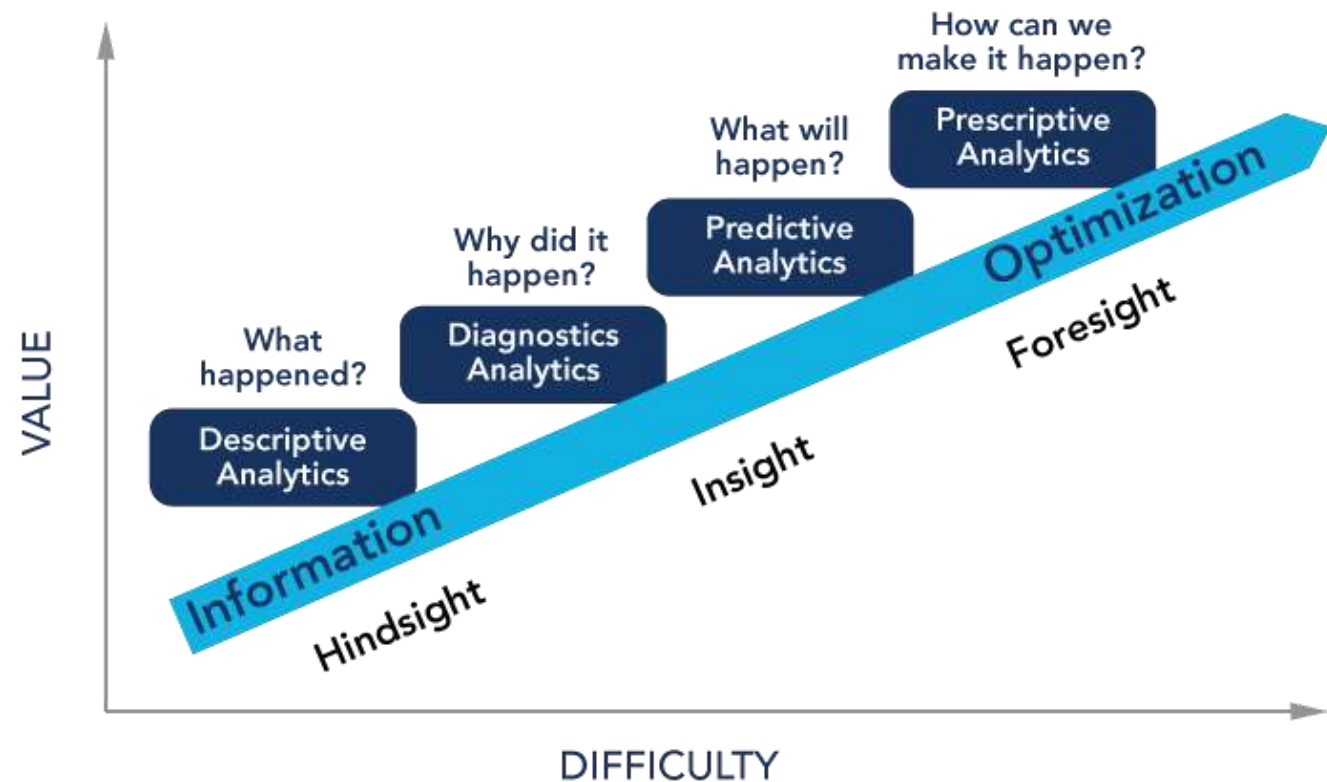 How can we
make it happen?
Prescriptive
Analytics
What will
happen?
Predictive
Analytics
Why did it
happen?
Diagnostics
Analytics
What
happened?
Descriptive
Analytics
Information
Optimization
Hindsight
Insight
Foresight
VALUE
DIFFICULTY